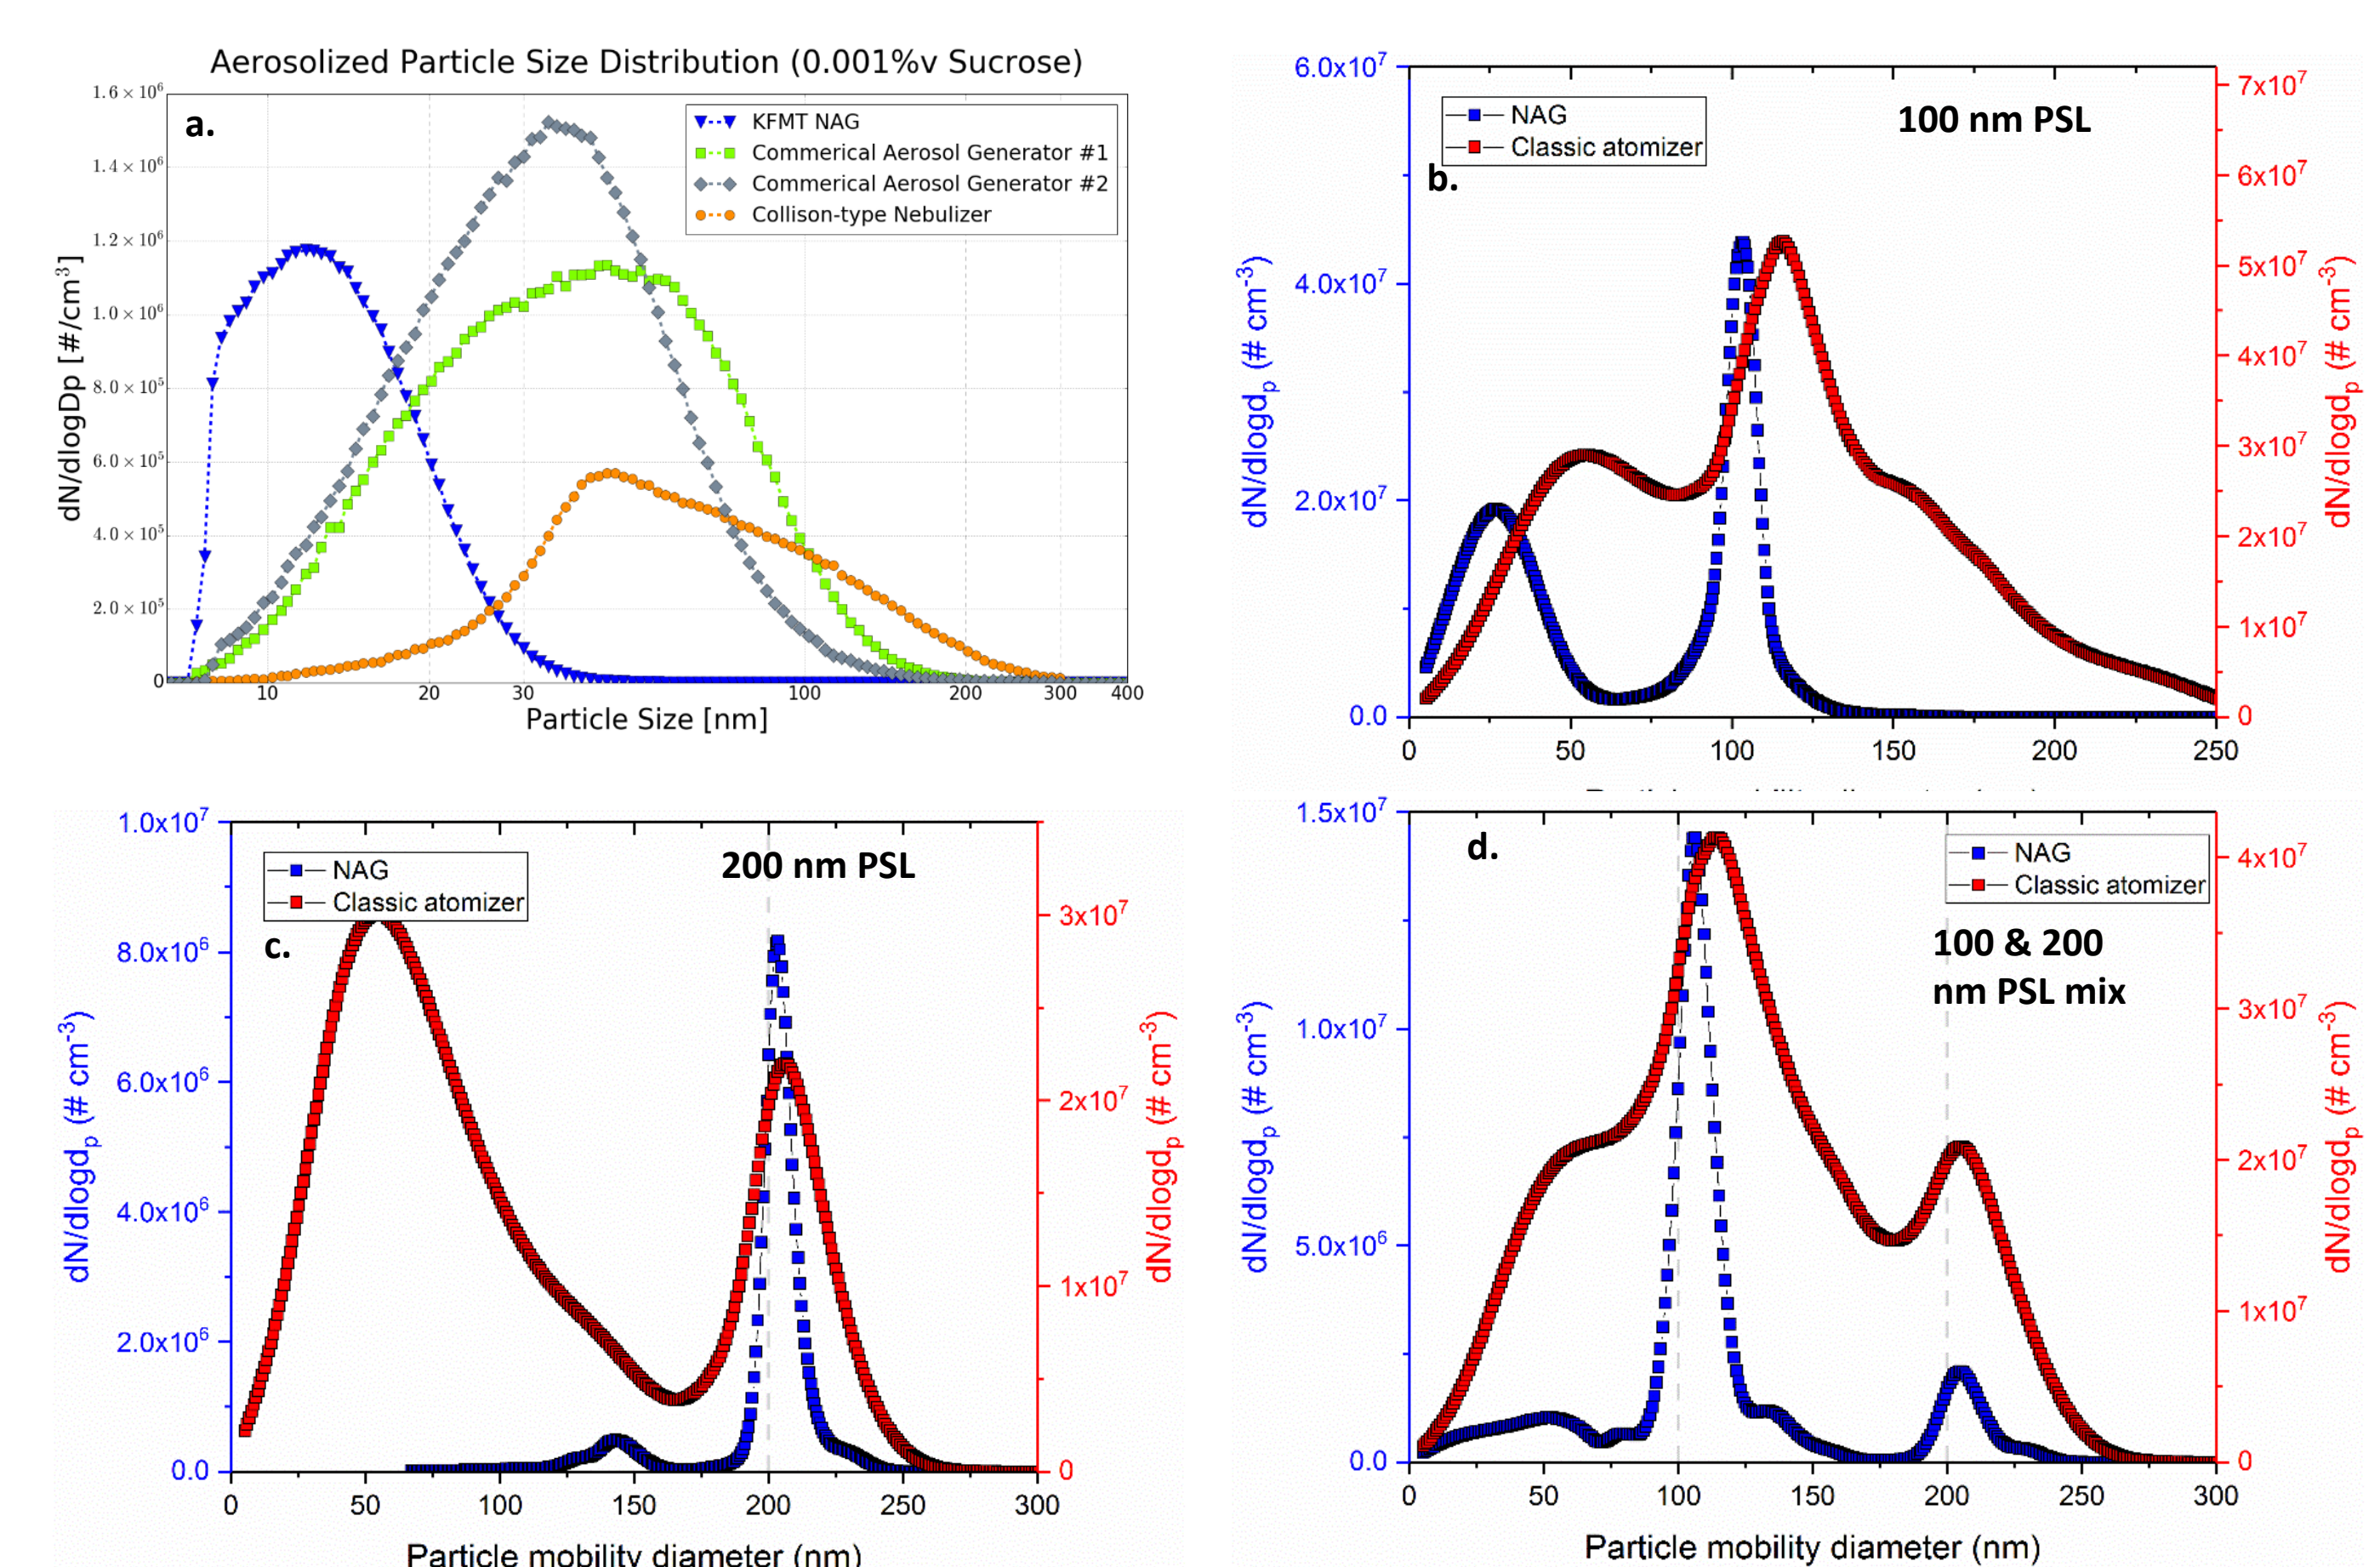 Aerosolized Particle Size Distribution (0.001%v Sucrose)
a.
KFMT NAG
Commerical Aerosol Generator #1
Commerical Aerosol Generator #2
Collison-type Nebulizer
1.6 × 10⁶
1.4 × 10⁶
1.2 × 10⁶
1.0 × 10⁶
8.0 × 10⁵
6.0 × 10⁵
4.0 × 10⁵
2.0 × 10⁵
0
dN/dlogDp [#/cm³]
10 20 30 100 200 300 400
Particle Size [nm]
b.
100 nm PSL
NAG
Classic atomizer
6.0x10⁷
4.0x10⁷
2.0x10⁷
0.0
dN/dlogdₚ (# cm⁻³)
7x10⁷
6x10⁷
5x10⁷
4x10⁷
3x10⁷
2x10⁷
1x10⁷
0
dN/dlogdₚ (# cm⁻³)
0 50 100 150 200 250
c.
200 nm PSL
NAG
Classic atomizer
1.0x10⁷
8.0x10⁶
6.0x10⁶
4.0x10⁶
2.0x10⁶
0.0
dN/dlogdₚ (# cm⁻³)
3x10⁷
2x10⁷
1x10⁷
0
dN/dlogdₚ (# cm⁻³)
0 50 100 150 200 250 300
Particle mobility diameter (nm)
d.
NAG
Classic atomizer
100 & 200
nm PSL mix
1.5x10⁷
1.0x10⁷
5.0x10⁶
0.0
dN/dlogdₚ (# cm⁻³)
4x10⁷
3x10⁷
2x10⁷
1x10⁷
0
dN/dlogdₚ (# cm⁻³)
0 50 100 150 200 250 300
Particle mobility diameter (nm)